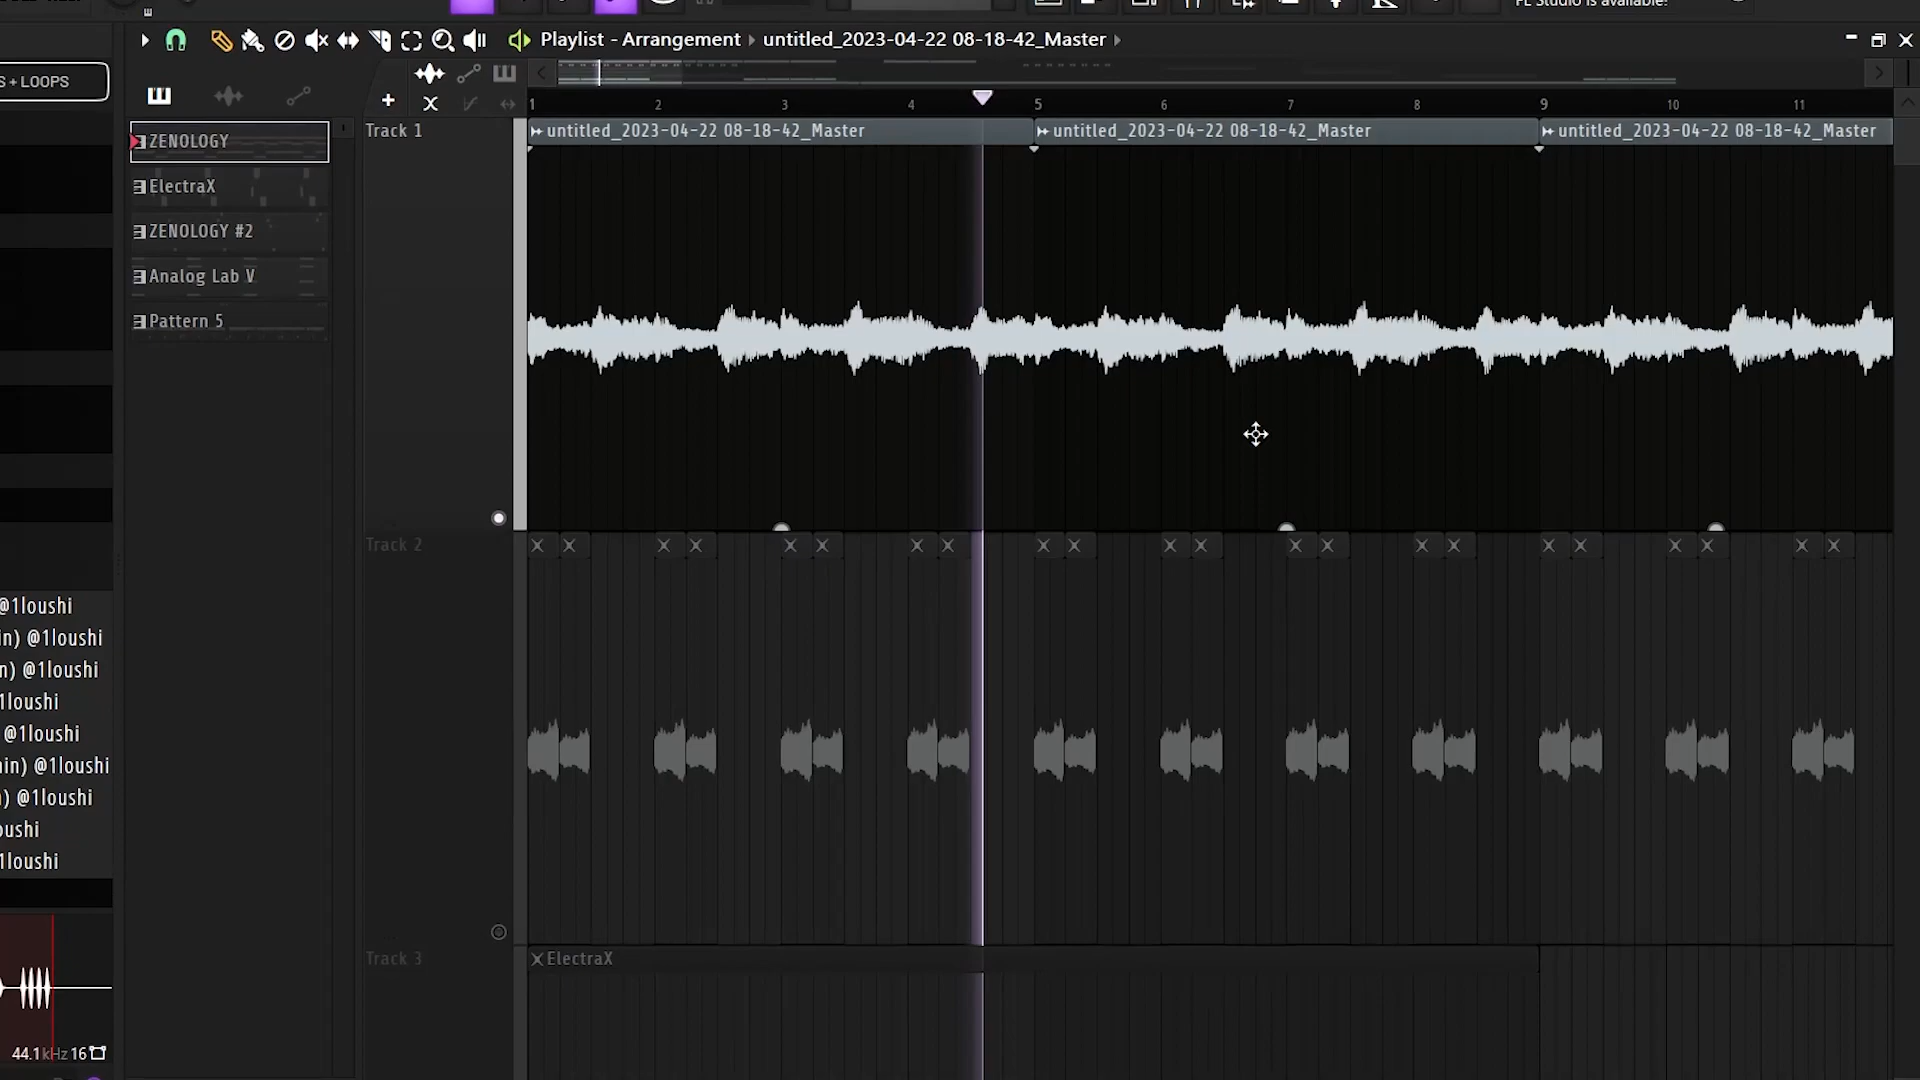 FL Studio is available!
Playlist - Arrangement › untitled_2023-04-22 08-18-42_Master ›
S + LOOPS
1 2 3 4 5 6 7 8 9 10 11
ZENOLOGY
ElectraX
ZENOLOGY #2
Analog Lab V
Pattern 5
Track 1
untitled_2023-04-22 08-18-42_Master
untitled_2023-04-22 08-18-42_Master
untitled_2023-04-22 08-18-42_Master
Track 2
Track 3
ElectraX
@1loushi
in) @1loushi
n) @1loushi
1loushi
@1loushi
in) @1loushi
) @1loushi
oushi
1loushi
44.1kHz 16